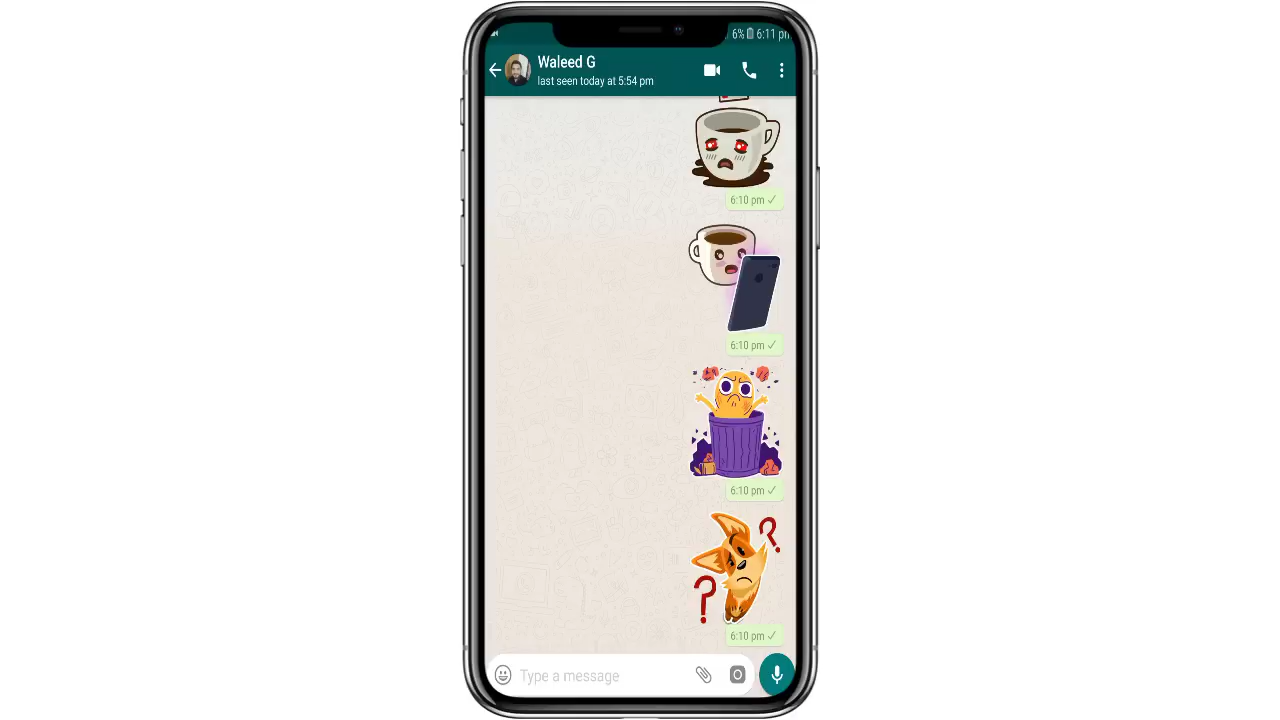 6% 6:11 pm
Waleed G
last seen today at 5:54 pm
6:10 pm
6:10 pm
6:10 pm
? ?
6:10 pm
Type a message